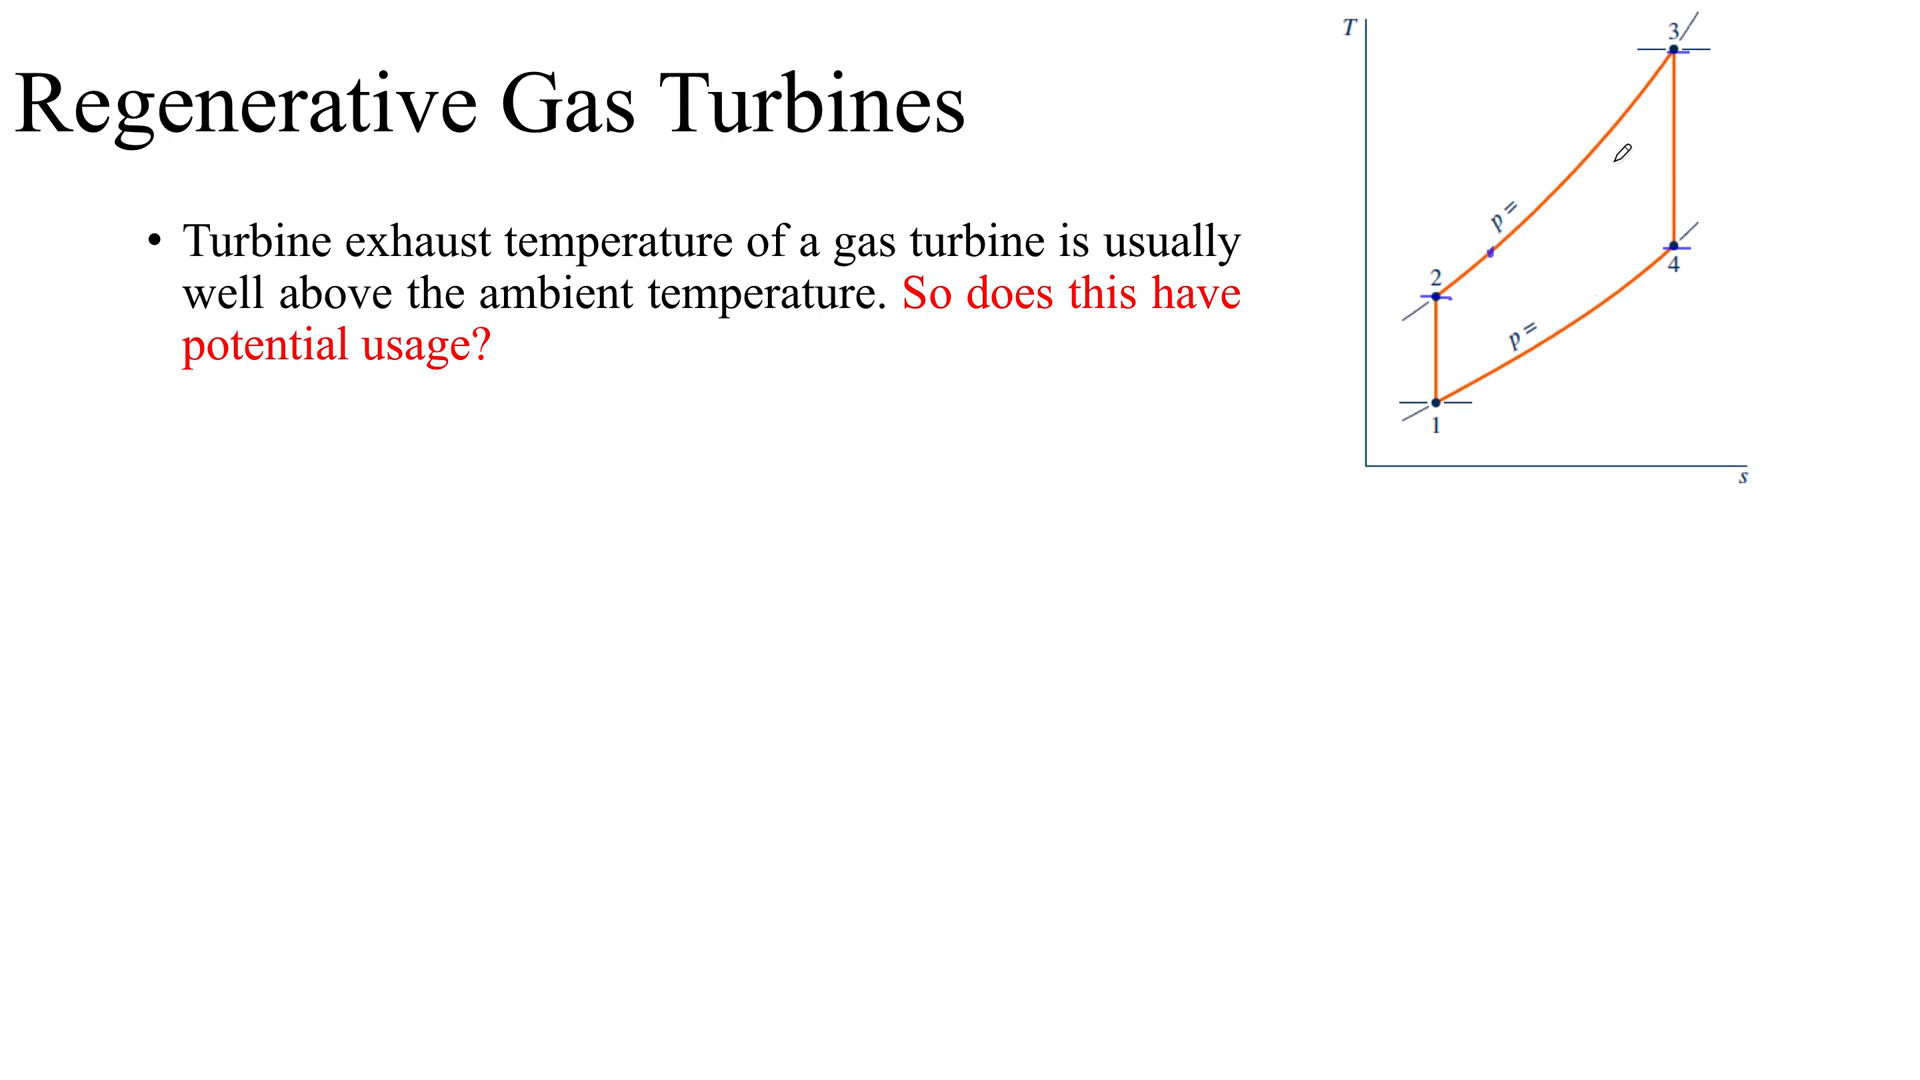 Regenerative Gas Turbines
• Turbine exhaust temperature of a gas turbine is usually
well above the ambient temperature. So does this have
potential usage?
T
3
p =
2
4
p =
1
s